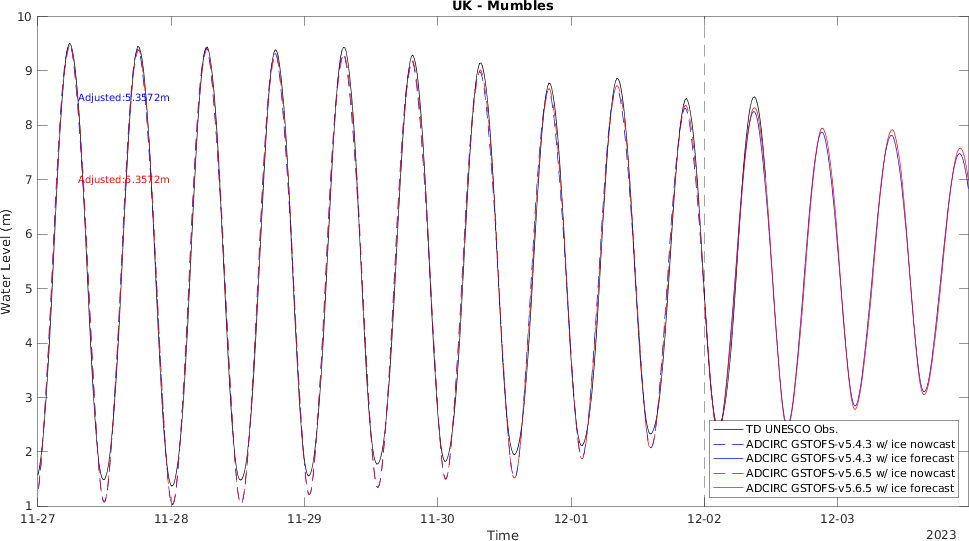 UK - Mumbles
10
9
8
7
6
5
4
3
2
1
Water Level (m)
Adjusted:5.3572m
Adjusted:5.3572m
TD UNESCO Obs.
ADCIRC GSTOFS-v5.4.3 w/ ice nowcast
ADCIRC GSTOFS-v5.4.3 w/ ice forecast
ADCIRC GSTOFS-v5.6.5 w/ ice nowcast
ADCIRC GSTOFS-v5.6.5 w/ ice forecast
11-27 11-28 11-29 11-30 12-01 12-02 12-03
Time
2023